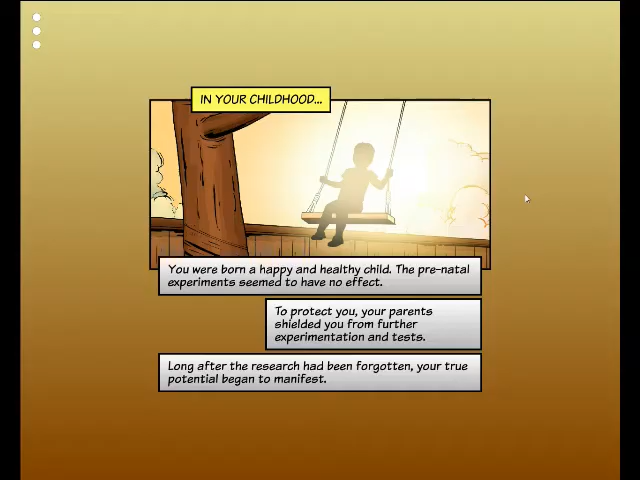 IN YOUR CHILDHOOD...
You were born a happy and healthy child. The pre-natal
experiments seemed to have no effect.
To protect you, your parents
shielded you from further
experimentation and tests.
Long after the research had been forgotten, your true
potential began to manifest.